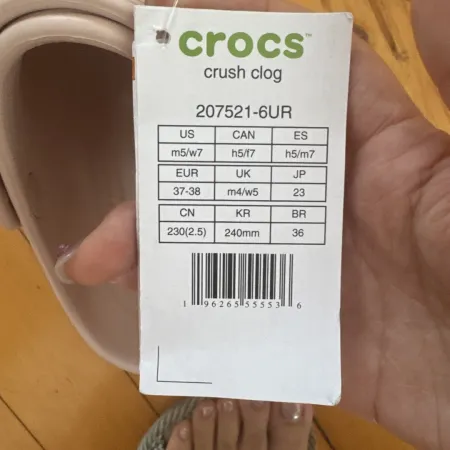 crocs™
crush clog
207521-6UR
US CAN ES
m5/w7 h5/f7 h5/m7
EUR UK JP
37-38 m4/w5 23
CN KR BR
230(2.5) 240mm 36
1 96265 55553 6